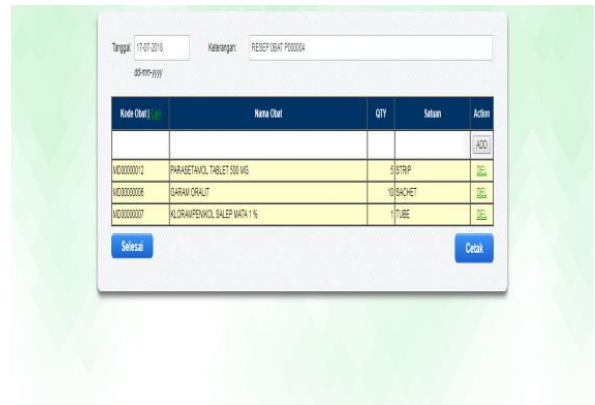 Tanggal: 17-07-2018 Keterangan: RESEP OBAT P000004
dd-mm-yyyy
Kode Obat [Cari] Nama Obat QTY Satuan Action
ADD
MD00000012 PARASETAMOL TABLET 500 MG. 5 STRIP DEL
MD00000006 GARAM ORALIT 10 SACHET DEL
MD00000007 KLORAMPENIKOL SALEP MATA 1 % 1 TUBE DEL
Selesai Cetak